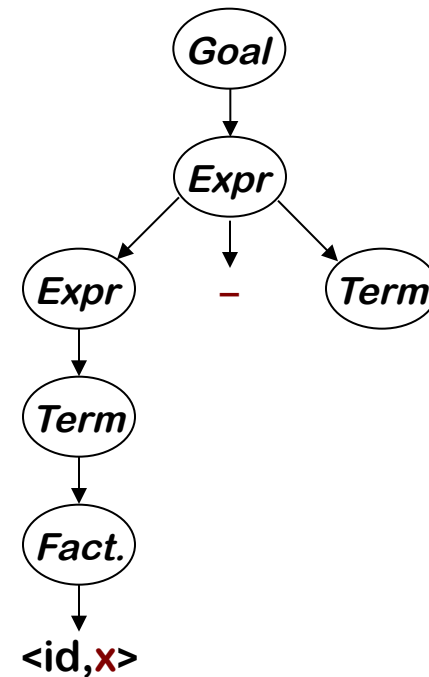 Goal
Expr
Expr – Term
Term
Fact.
<id,x>